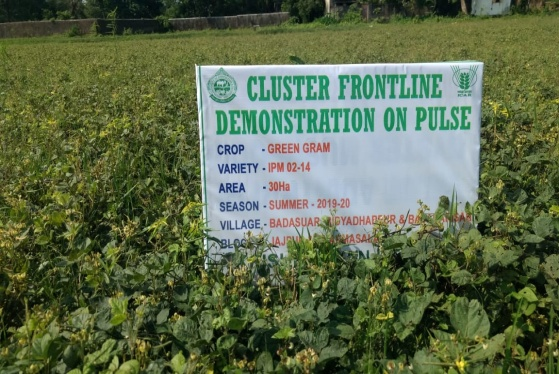 CLUSTER FRONTLINE
DEMONSTRATION ON PULSE
CROP - GREEN GRAM
VARIETY - IPM 02-14
AREA - 30Ha
SEASON - SUMMER - 2019-20
VILLAGE - BADASUAR, &
BLOC